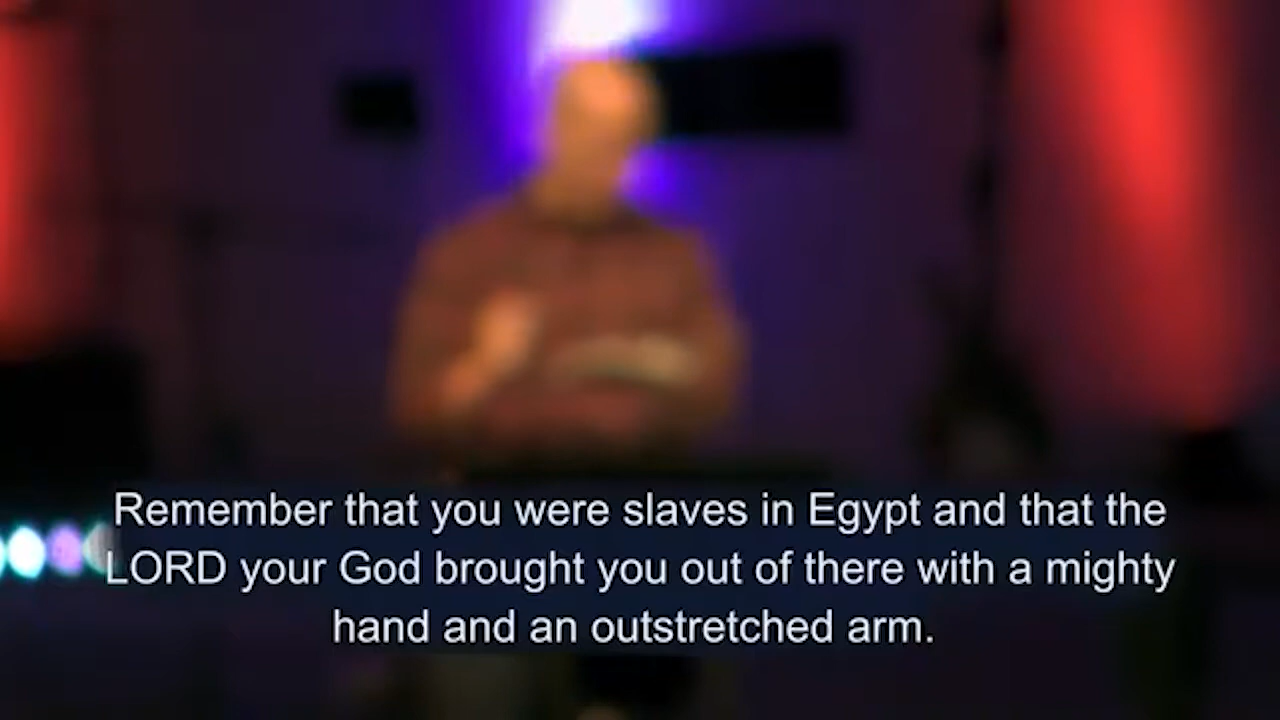 Remember that you were slaves in Egypt and that the
LORD your God brought you out of there with a mighty
hand and an outstretched arm.